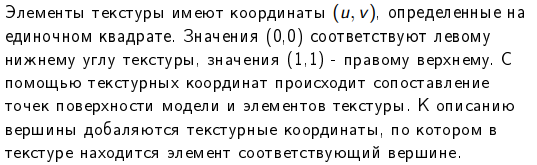 Элементы текстуры имеют координаты (u, v), определенные на
единочном квадрате. Значения (0,0) соответствуют левому
нижнему углу текстуры, значения (1,1) - правому верхнему. С
помощью текстурных координат происходит сопоставление
точек поверхности модели и элементов текстуры. К описанию
вершины добаляются текстурные координаты, по котором в
текстуре находится элемент соответствующий вершине.